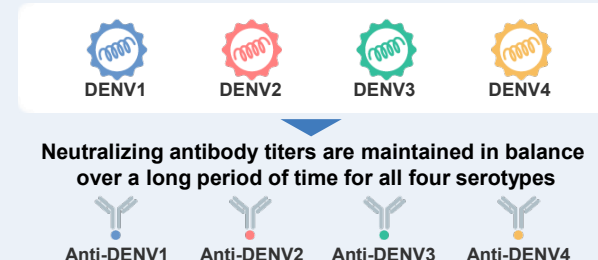 DENV1 DENV2 DENV3 DENV4
Neutralizing antibody titers are maintained in balance
over a long period of time for all four serotypes
Anti-DENV1 Anti-DENV2 Anti-DENV3 Anti-DENV4